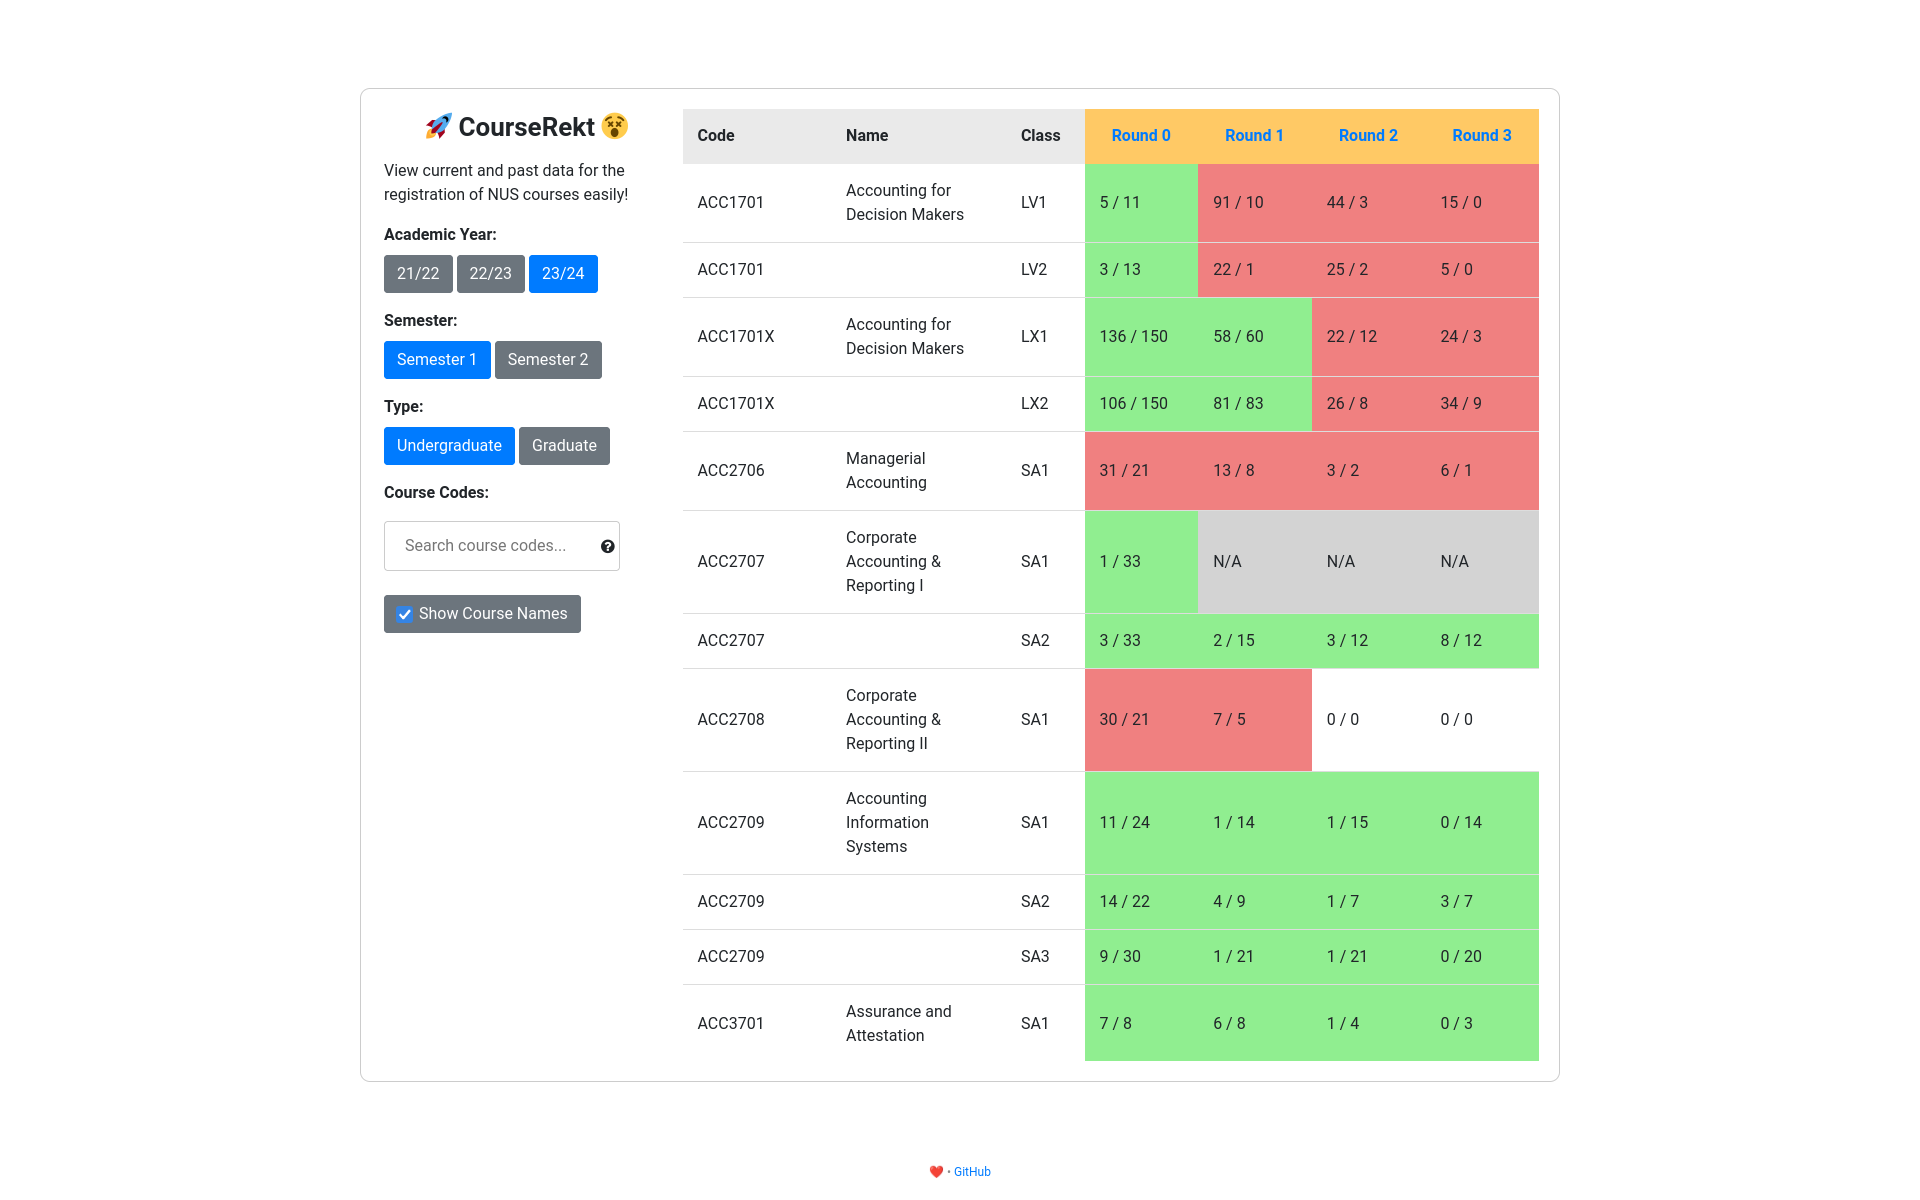 🚀 CourseRekt 😵
View current and past data for the
registration of NUS courses easily!
Academic Year:
21/22 22/23 23/24
Semester:
Semester 1 Semester 2
Type:
Undergraduate Graduate
Course Codes:
Search course codes...
Show Course Names
Code Name Class Round 0 Round 1 Round 2 Round 3
ACC1701 Accounting for Decision Makers LV1 5 / 11 91 / 10 44 / 3 15 / 0
ACC1701 LV2 3 / 13 22 / 1 25 / 2 5 / 0
ACC1701X Accounting for Decision Makers LX1 136 / 150 58 / 60 22 / 12 24 / 3
ACC1701X LX2 106 / 150 81 / 83 26 / 8 34 / 9
ACC2706 Managerial Accounting SA1 31 / 21 13 / 8 3 / 2 6 / 1
ACC2707 Corporate Accounting & Reporting I SA1 1 / 33 N/A N/A N/A
ACC2707 SA2 3 / 33 2 / 15 3 / 12 8 / 12
ACC2708 Corporate Accounting & Reporting II SA1 30 / 21 7 / 5 0 / 0 0 / 0
ACC2709 Accounting Information Systems SA1 11 / 24 1 / 14 1 / 15 0 / 14
ACC2709 SA2 14 / 22 4 / 9 1 / 7 3 / 7
ACC2709 SA3 9 / 30 1 / 21 1 / 21 0 / 20
ACC3701 Assurance and Attestation SA1 7 / 8 6 / 8 1 / 4 0 / 3
❤️ • GitHub